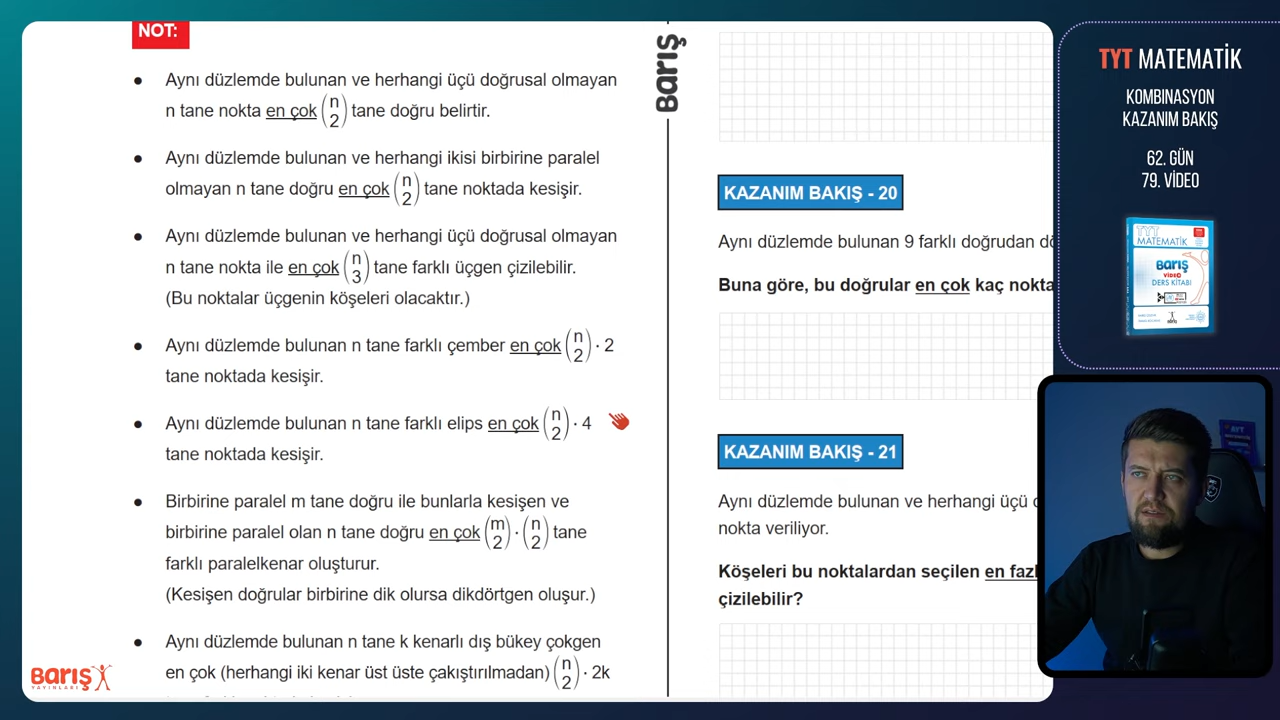 NOT:
• Aynı düzlemde bulunan ve herhangi üçü doğrusal olmayan
n tane nokta en çok (n 2) tane doğru belirtir.
• Aynı düzlemde bulunan ve herhangi ikisi birbirine paralel
olmayan n tane doğru en çok (n 2) tane noktada kesişir.
• Aynı düzlemde bulunan ve herhangi üçü doğrusal olmayan
n tane nokta ile en çok (n 3) tane farklı üçgen çizilebilir.
(Bu noktalar üçgenin köşeleri olacaktır.)
• Aynı düzlemde bulunan n tane farklı çember en çok (n 2) · 2
tane noktada kesişir.
• Aynı düzlemde bulunan n tane farklı elips en çok (n 2) · 4
tane noktada kesişir.
• Birbirine paralel m tane doğru ile bunlarla kesişen ve
birbirine paralel olan n tane doğru en çok (m 2) · (n 2) tane
farklı paralelkenar oluşturur.
(Kesişen doğrular birbirine dik olursa dikdörtgen oluşur.)
• Aynı düzlemde bulunan n tane k kenarlı dış bükey çokgen
en çok (herhangi iki kenar üst üste çakıştırılmadan) (n 2) · 2k
BARIŞ
YAYINLARI
Barış
KAZANIM BAKIŞ - 20
Aynı düzlemde bulunan 9 farklı doğrudan
Buna göre, bu doğrular en çok kaç nokta
KAZANIM BAKIŞ - 21
Aynı düzlemde bulunan ve herhangi üçü
nokta veriliyor.
Köşeleri bu noktalardan seçilen en fazl
çizilebilir?
TYT MATEMATİK
KOMBINASYON
KAZANIM BAKIŞ
62. GÜN
79. VİDEO
TYT
MATEMATİK
BARIŞ
VİDEO
DERS KİTABI